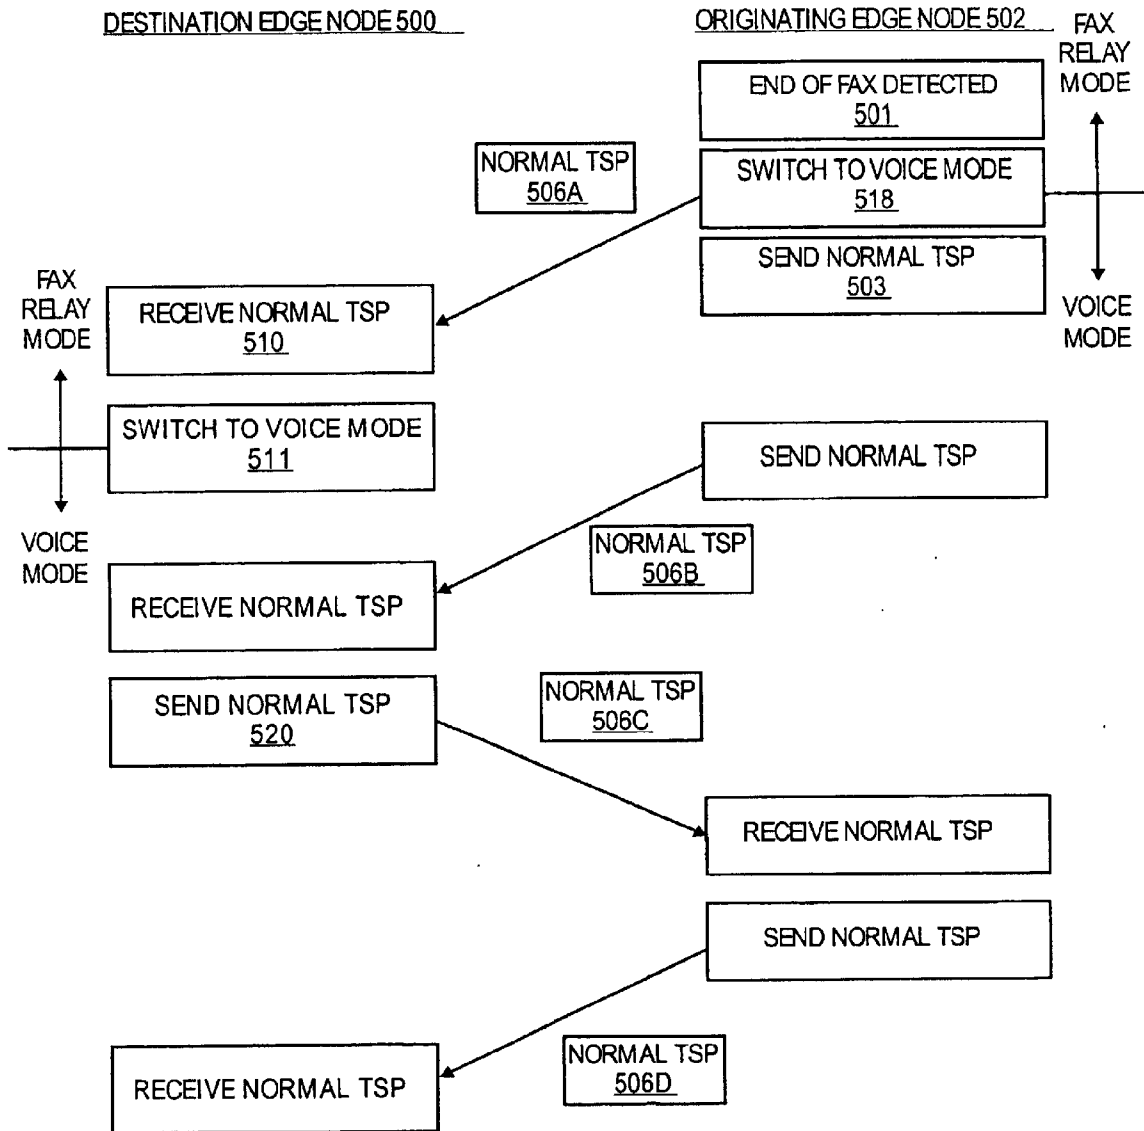 DESTINATION EDGE NODE 500
ORIGINATING EDGE NODE 502
FAX
RELAY
MODE
END OF FAX DETECTED
501
NORMAL TSP
506A
SWITCH TO VOICE MODE
518
SEND NORMAL TSP
503
VOICE
MODE
FAX
RELAY
MODE
RECEIVE NORMAL TSP
510
SWITCH TO VOICE MODE
511
SEND NORMAL TSP
VOICE
MODE
NORMAL TSP
506B
RECEIVE NORMAL TSP
SEND NORMAL TSP
520
NORMAL TSP
506C
RECEIVE NORMAL TSP
SEND NORMAL TSP
NORMAL TSP
506D
RECEIVE NORMAL TSP